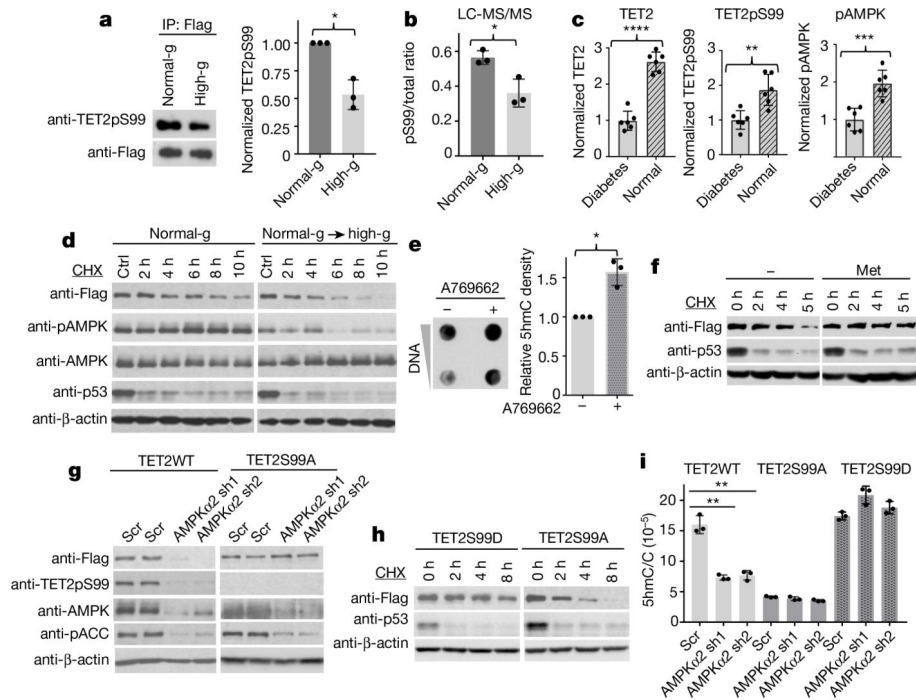 a
IP: Flag
Normal-g
High-g
anti-TET2pS99
anti-Flag
Normalized TET2pS99
1.00
0.75
0.50
0.25
0
*
Normal-g
High-g
b
LC-MS/MS
pS99/total ratio
0.6
0.4
0.2
0
*
Normal-g
High-g
c
TET2
Normalized TET2
3
2
1
0
****
Diabetes
Normal
TET2pS99
Normalized TET2pS99
3
2
1
0
**
Diabetes
Normal
pAMPK
Normalized pAMPK
3
2
1
0
***
Diabetes
Normal
d
Normal-g
Normal-g → high-g
CHX
Ctrl 2 h 4 h 6 h 8 h 10 h
Ctrl 2 h 4 h 6 h 8 h 10 h
anti-Flag
anti-pAMPK
anti-AMPK
anti-p53
anti-β-actin
e
A769662
– +
DNA
Relative 5hmC density
1.5
1.0
0.5
0
*
– +
A769662
f
– Met
CHX 0 h 2 h 4 h 5 h 0 h 2 h 4 h 5 h
anti-Flag
anti-p53
anti-β-actin
g
TET2WT TET2S99A
Scr Scr AMPKα2 sh1 AMPKα2 sh2 Scr Scr AMPKα2 sh1 AMPKα2 sh2
anti-Flag
anti-TET2pS99
anti-AMPK
anti-pACC
anti-β-actin
h
TET2S99D TET2S99A
CHX 0 h 2 h 4 h 8 h 0 h 2 h 4 h 8 h
anti-Flag
anti-p53
anti-β-actin
i
TET2WT TET2S99A TET2S99D
5hmC/C (10⁻⁵)
20
15
10
5
0
**
**
Scr AMPKα2 sh1 AMPKα2 sh2 Scr AMPKα2 sh1 AMPKα2 sh2 Scr AMPKα2 sh1 AMPKα2 sh2